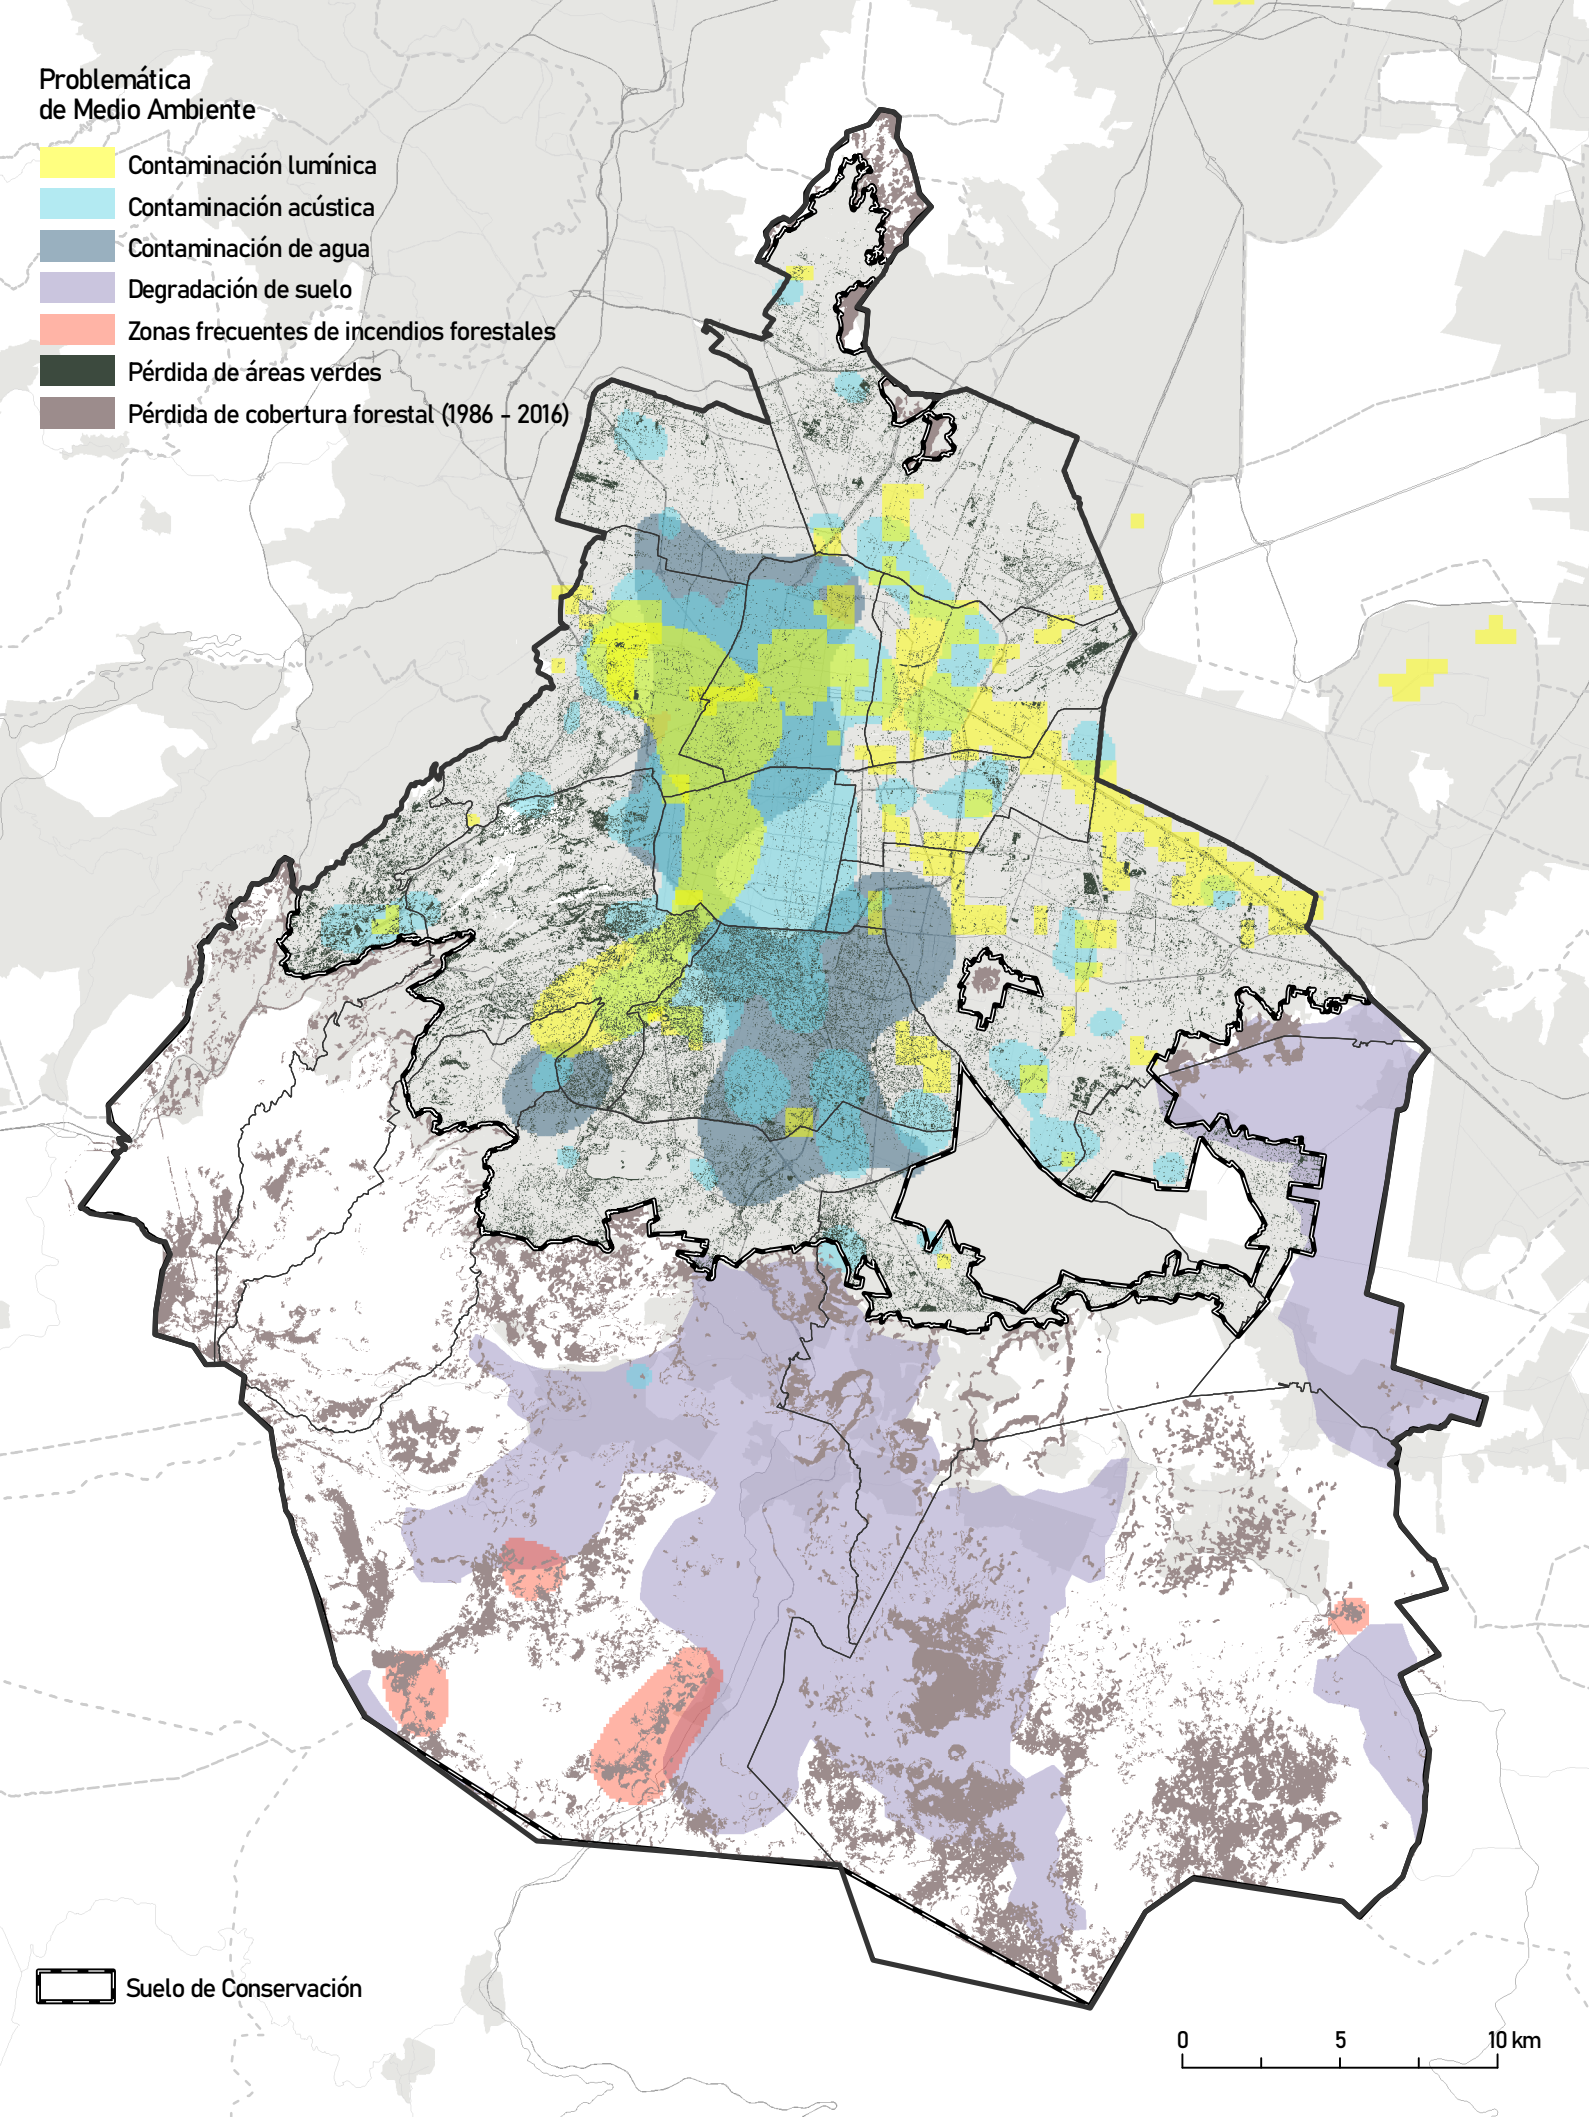 Problemática
de Medio Ambiente
Contaminación lumínica
Contaminación acústica
Contaminación de agua
Degradación de suelo
Zonas frecuentes de incendios forestales
Pérdida de áreas verdes
Pérdida de cobertura forestal (1986 - 2016)
Suelo de Conservación
0 5 10 km